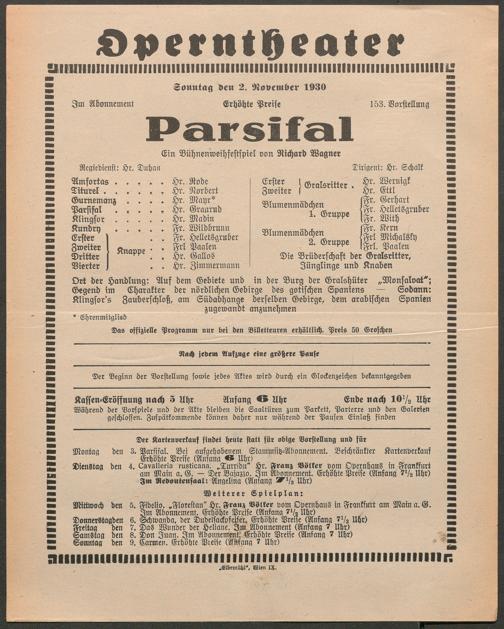 Operntheater
Sonntag den 2. November 1930
Im Abonnement Erhöhte Preise 153. Vorstellung
Parsifal
Ein Bühnenweihfestspiel von Richard Wagner
Regiedienst: Hr. Duhan Dirigent: Hr. Schalk
Amfortas . . . . . Hr. Rode
Titurel . . . . . Hr. Norbert
Gurnemanz . . . . Hr. Mayr*
Parsifal . . . . . Hr. Graarud
Klingsor . . . . . Hr. Madin
Kundry . . . . . Fr. Wildbrunn
Erster } Knappe . . Fr. Helletsgruber
Zweiter . . Frl. Paalen
Dritter . . Hr. Gallos
Vierter . . Hr. Zimmermann
Erster } Gralsritter . Hr. Wernigk
Zweiter . Hr. Ettl
Blumenmädchen
1. Gruppe
Fr. Gerhart
Fr. Helletsgruber
Fr. With
Blumenmädchen
2. Gruppe
Fr. Kern
Frl. Michalsky
Frl. Paalen
Die Brüderschaft der Gralsritter,
Jünglinge und Knaben
Ort der Handlung: Auf dem Gebiete und in der Burg der Gralshüter „Monsalvat";
Gegend im Charakter der nördlichen Gebirge des gotischen Spaniens — Sodann:
Klingsor's Zauberschloß, am Südabhange derselben Gebirge, dem arabischen Spanien
zugewandt anzunehmen
* Ehrenmitglied
Das offizielle Programm nur bei den Billetteuren erhältlich. Preis 50 Groschen
Nach jedem Aufzuge eine größere Pause
Der Beginn der Vorstellung sowie jedes Aktes wird durch ein Glockenzeichen bekanntgegeben
Kassen-Eröffnung nach 5 Uhr Anfang 6 Uhr Ende nach 10½ Uhr
Während der Vorspiele und der Akte bleiben die Saaltüren zum Parkett, Parterre und den Galerien
geschlossen. Zuspätkommende können daher nur während der Pausen Einlaß finden
Der Kartenverkauf findet heute statt für obige Vorstellung und für
Montag den 3. Parsifal. Bei aufgehobenem Stammsitz-Abonnement. Beschränkter Kartenverkauf
Erhöhte Preise (Anfang 6 Uhr)
Dienstag den 4. Cavalleria rusticana. „Turridu" Hr. Franz Völker vom Opernhaus in Frankfurt
am Main a. G. — Der Bajazzo. Im Abonnement. Erhöhte Preise (Anfang 7½ Uhr)
Im Redoutensaal: Angelina (Anfang 7½ Uhr)
Weiterer Spielplan:
Mittwoch den 5. Fidelio. „Florestan" Hr. Franz Völker vom Opernhaus in Frankfurt am Main a. G.
Im Abonnement. Erhöhte Preise (Anfang 7½ Uhr)
Donnerstag den 6. Schwanda, der Dudelsackpfeifer. Erhöhte Preise (Anfang 7½ Uhr)
Freitag den 7. Das Wunder der Heliane. Im Abonnement (Anfang 7 Uhr)
Samstag den 8. Don Juan. Im Abonnement. Erhöhte Preise (Anfang 7 Uhr)
Sonntag den 9. Carmen. Erhöhte Preise (Anfang 7 Uhr)
„Elbemühl", Wien IX.